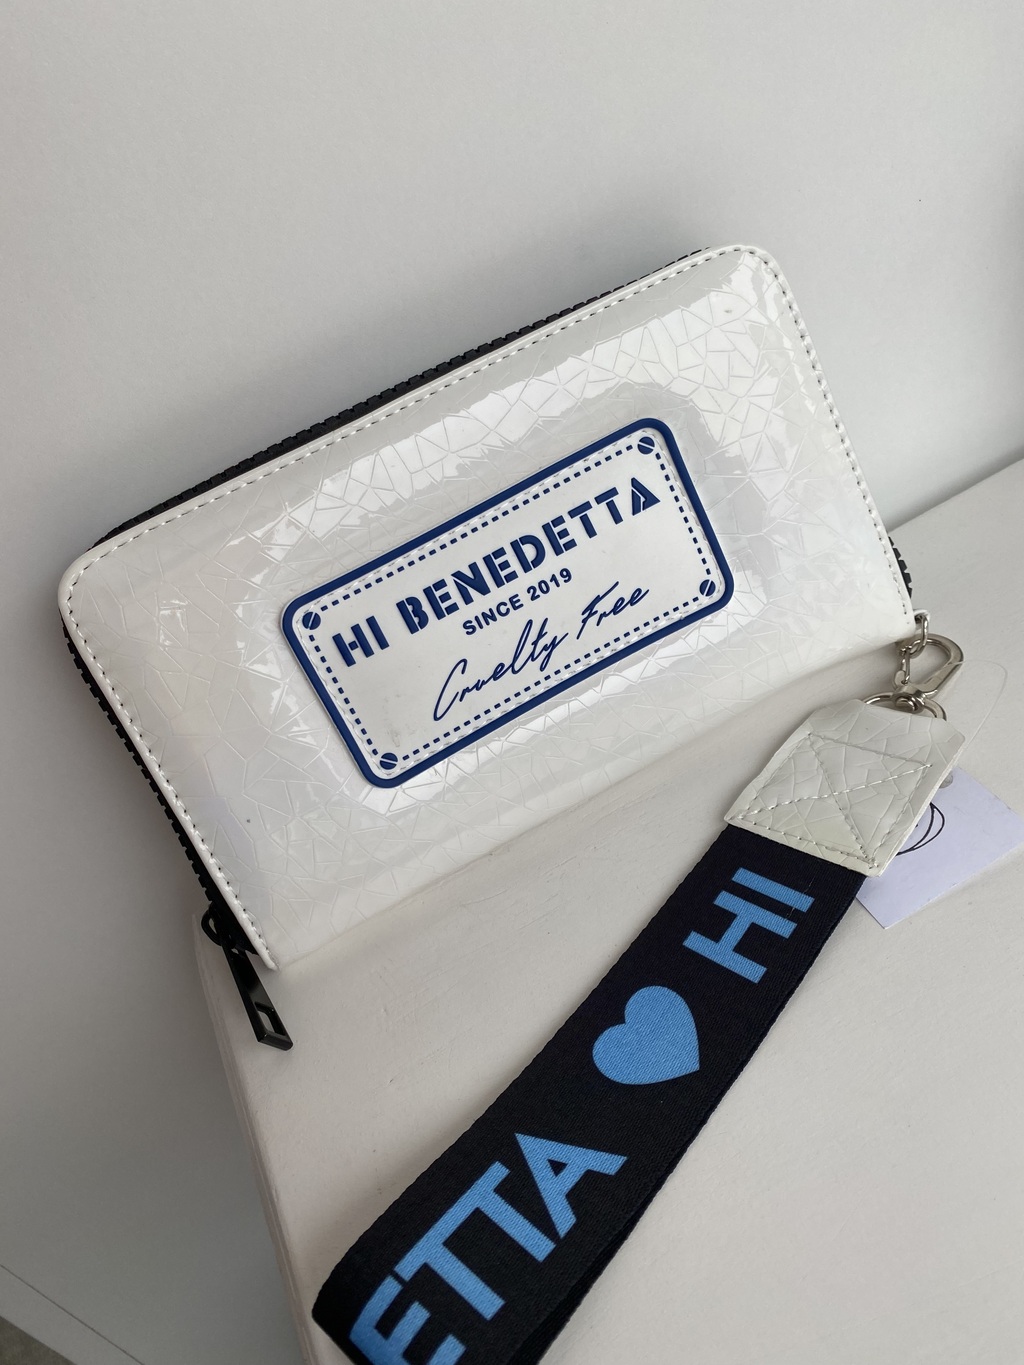 HI BENEDETTA
SINCE 2019
Cruelty Free
HI
ETTA